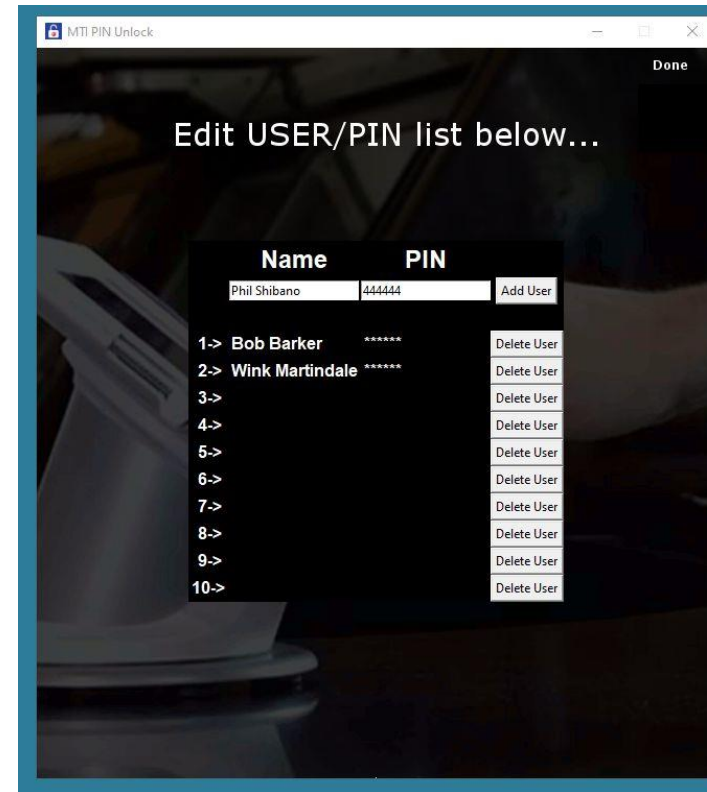 MTI PIN Unlock
Done
Edit USER/PIN list below...
Name PIN
Phil Shibano 444444 Add User
1-> Bob Barker ****** Delete User
2-> Wink Martindale ****** Delete User
3-> Delete User
4-> Delete User
5-> Delete User
6-> Delete User
7-> Delete User
8-> Delete User
9-> Delete User
10-> Delete User